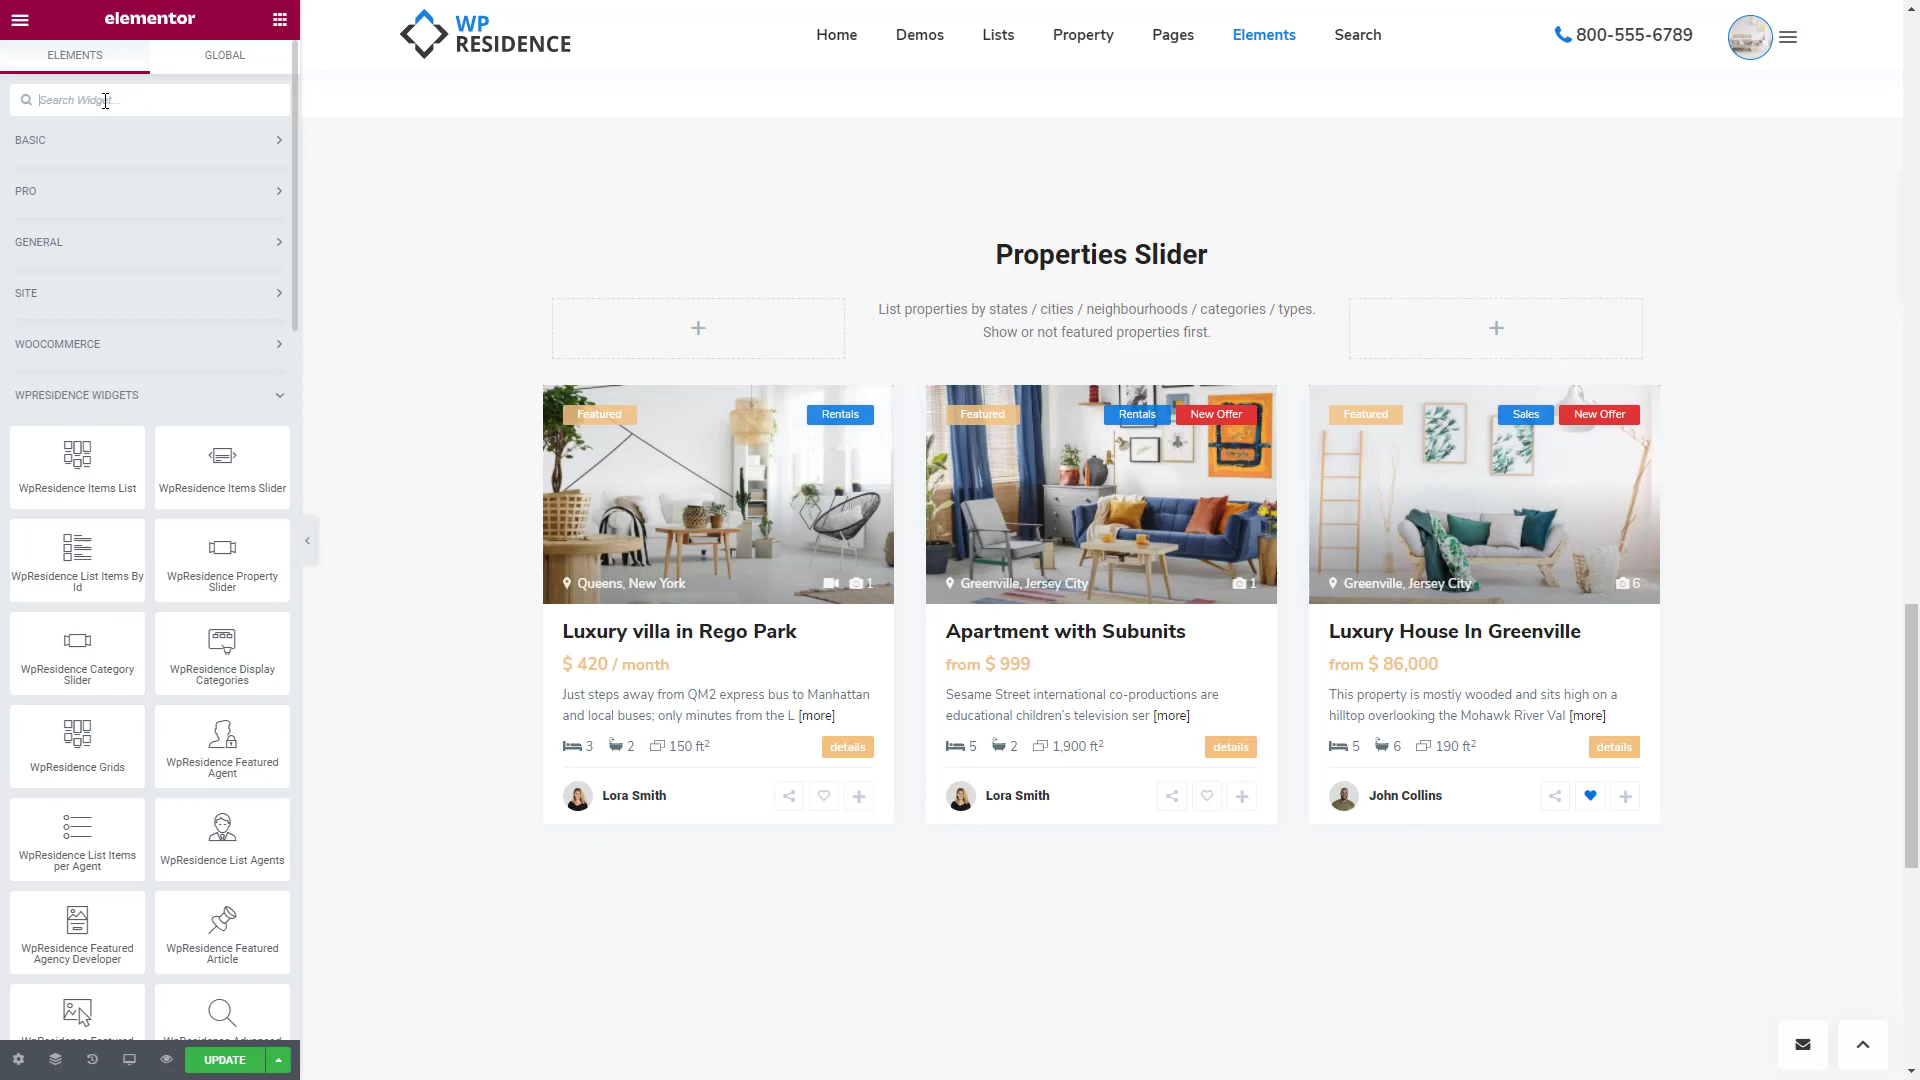 elementor
ELEMENTS
GLOBAL
Search Widget...
BASIC
PRO
GENERAL
SITE
WOOCOMMERCE
WPRESIDENCE WIDGETS
WpResidence Items List
WpResidence Items Slider
WpResidence List Items By
Id
WpResidence Property
Slider
WpResidence Category
Slider
WpResidence Display
Categories
WpResidence Grids
WpResidence Featured
Agent
WpResidence List Items
per Agent
WpResidence List Agents
WpResidence Featured
Agency Developer
WpResidence Featured
Article
WpResidence Featured
WpResidence Advanced
UPDATE
WP
RESIDENCE
Home
Demos
Lists
Property
Pages
Elements
Search
800-555-6789
Properties Slider
List properties by states / cities / neighbourhoods / categories / types.
Show or not featured properties first.
Featured
Rentals
Queens, New York
1
Luxury villa in Rego Park
$ 420 / month
Just steps away from QM2 express bus to Manhattan
and local buses; only minutes from the L [more]
3
2
150 ft²
details
Lora Smith
Featured
Rentals
New Offer
Greenville, Jersey City
1
Apartment with Subunits
from $ 999
Sesame Street international co-productions are
educational children's television ser [more]
5
2
1,900 ft²
details
Lora Smith
Featured
Sales
New Offer
Greenville, Jersey City
6
Luxury House In Greenville
from $ 86,000
This property is mostly wooded and sits high on a
hilltop overlooking the Mohawk River Val [more]
5
6
190 ft²
details
John Collins